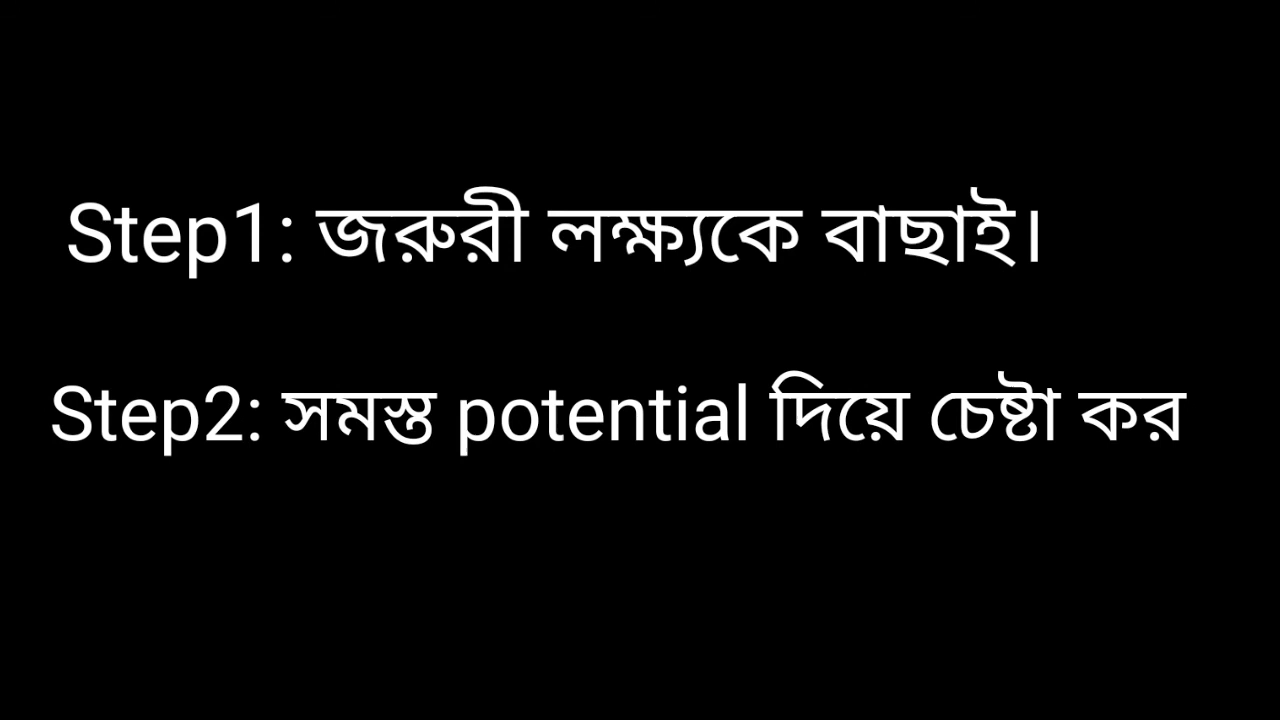 Step1: জরুরী লক্ষ্যকে বাছাই।
Step2: সমস্ত potential দিয়ে চেষ্টা কর